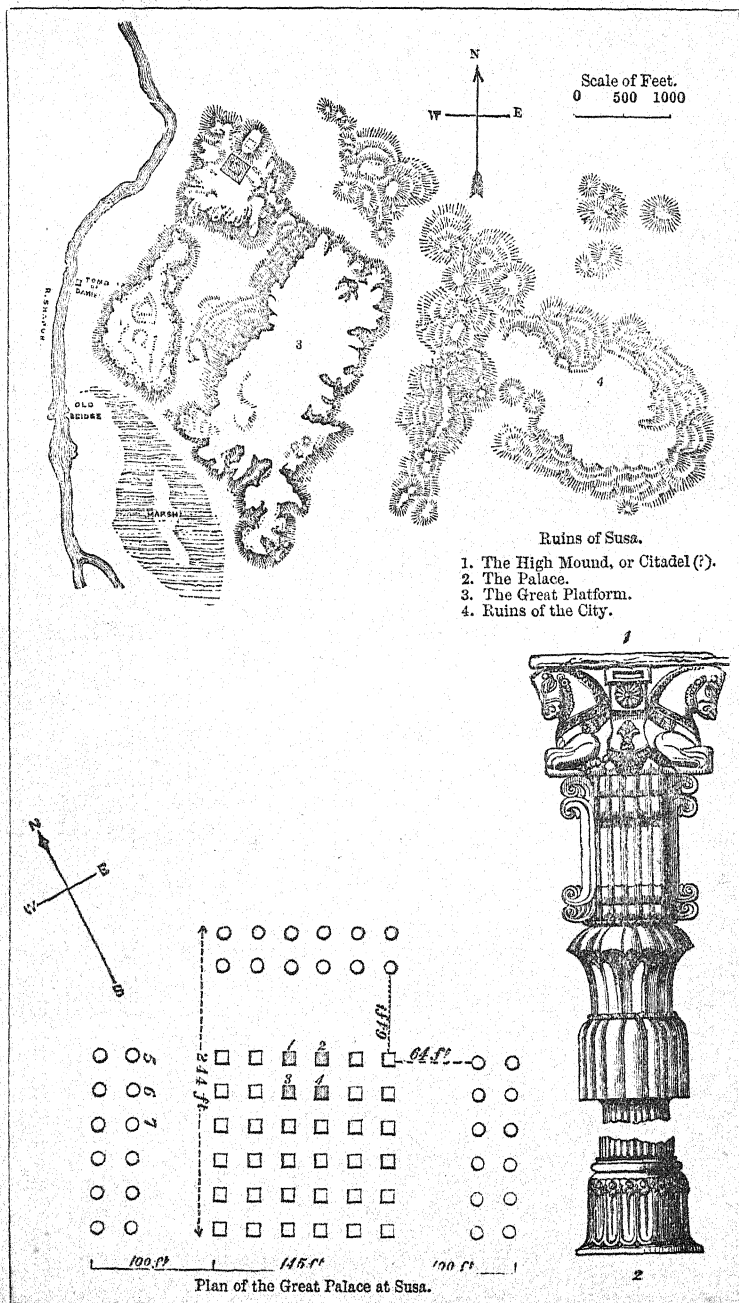 N
W E
Scale of Feet.
0 500 1000
TOMB
OF
R. SHAPUR
3
4
OLD
BRIDGE
MARSH
Ruins of Susa.
1. The High Mound, or Citadel (?).
2. The Palace.
3. The Great Platform.
4. Ruins of the City.
1
N
E
W
S
244 ft.
64 ft
64 ft
1 2
3 4
5
6
7
100 ft 145 ft 100 ft
Plan of the Great Palace at Susa.
2